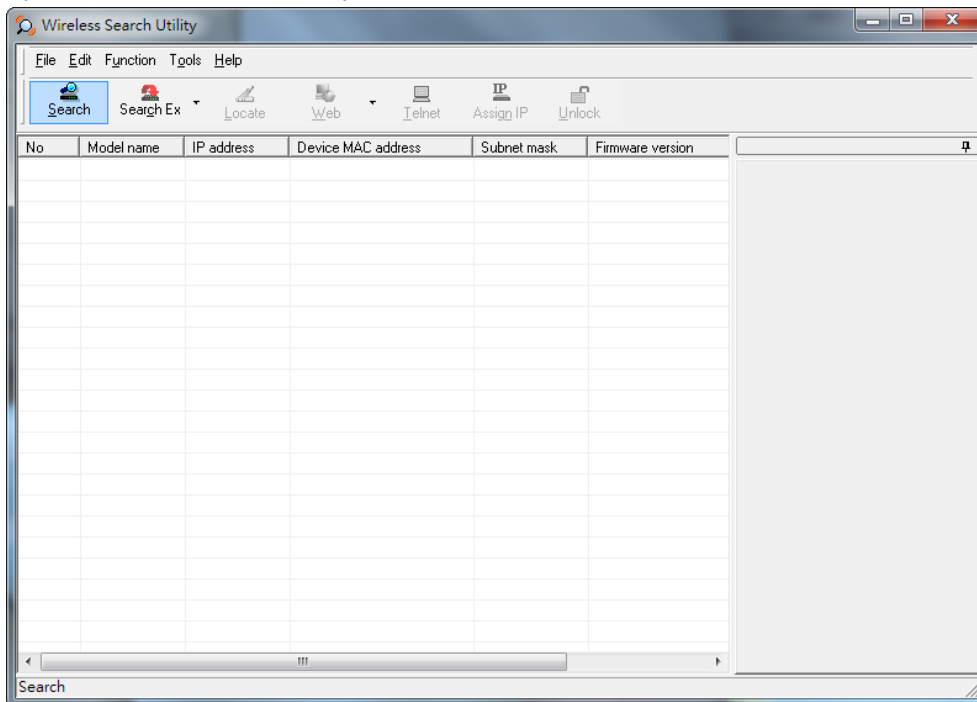 Wireless Search Utility
File Edit Function Tools Help
Search Search Ex Locate Web Telnet Assign IP Unlock
No Model name IP address Device MAC address Subnet mask Firmware version
Search